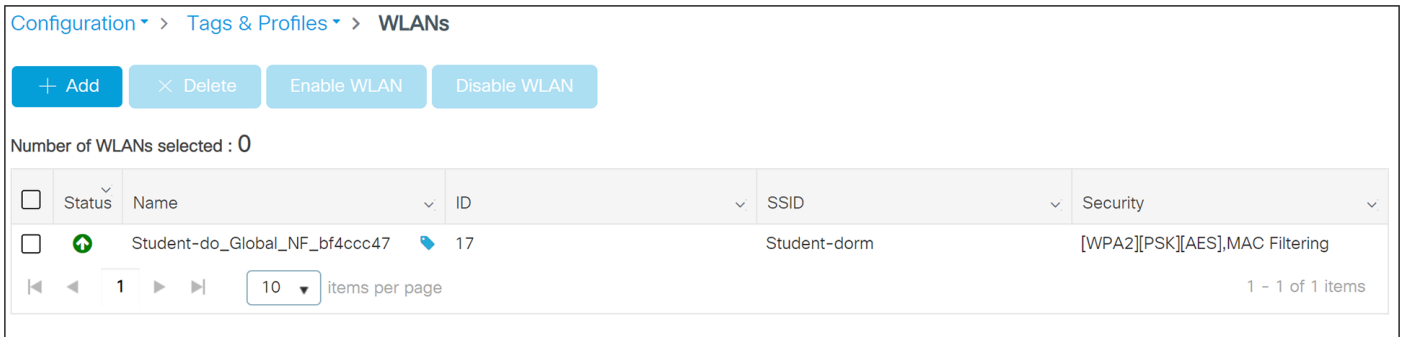 Configuration > Tags & Profiles > WLANs
+ Add × Delete Enable WLAN Disable WLAN
Number of WLANs selected : 0
Status Name ID SSID Security
Student-do_Global_NF_bf4ccc47 17 Student-dorm [WPA2][PSK][AES],MAC Filtering
1 10 items per page 1 - 1 of 1 items